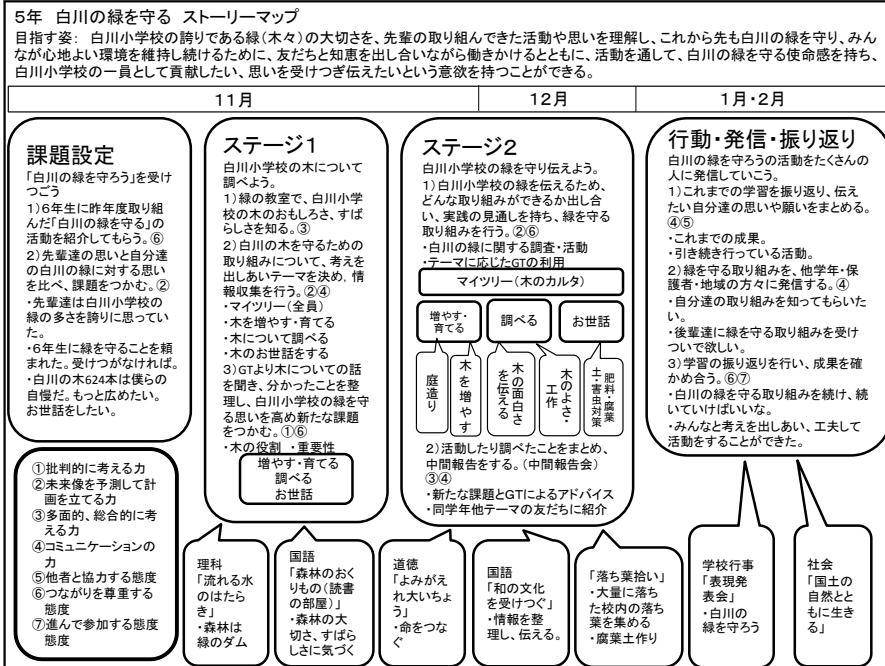 5年 白川の緑を守る ストーリーマップ
目指す姿： 白川小学校の誇りである緑（木々）の大切さを、先輩の取り組んできた活動や思いを理解し、これから先も白川の緑を守り、みん
なが心地よい環境を維持し続けるために、友だちと知恵を出し合いながら働きかけるとともに、活動を通して、白川の緑を守る使命感を持ち、
白川小学校の一員として貢献したい、思いを受けつぎ伝えたいという意欲を持つことができる。
11月
12月
1月・2月
課題設定
「白川の緑を守ろう」を受け
つごう
1）6年生に昨年度取り組
んだ「白川の緑を守る」の
活動を紹介してもらう。⑥
2）先輩達の思いと自分達
の白川の緑に対する思い
を比べ、課題をつかむ。②
・先輩達は白川小学校の
緑の多さを誇りに思ってい
た。
・6年生に緑を守ることを頼
まれた。受けつがなければ。
・白川の木624本は僕らの
自慢だ。もっと広めたい。
お世話をしたい。
①批判的に考える力
②未来像を予測して計
画を立てる力
③多面的、総合的に考
える力
④コミュニケーションの
力
⑤他者と協力する態度
⑥つながりを尊重する
態度
⑦進んで参加する態度
態度
ステージ1
白川小学校の木について
調べよう。
1）緑の教室で、白川小学
校の木のおもしろさ、すば
らしさを知る。③
2）白川の木を守るための
取り組みについて、考えを
出しあいテーマを決め，情
報収集を行う。②④
・マイツリー（全員）
・木を増やす・育てる
・木について調べる
・木のお世話をする
3）GTより木についての話
を聞き、分かったことを整
理し、白川小学校の緑を守
る思いを高め新たな課題
をつかむ。①⑥
・木の役割 ・重要性
増やす・育てる
調べる
お世話
ステージ2
白川小学校の緑を守り伝えよう。
1）白川小学校の緑を伝えるため、
どんな取り組みができるか出し合
い、実践の見通しを持ち、緑を守る
取り組みを行う。②⑥
・白川の緑に関する調査・活動
・テーマに応じたGTの利用
マイツリー（木のカルタ）
増やす・
育てる
調べる
お世話
庭造り
木を増やす
木の面白さ
を伝える
木のよさ・
工作
肥料・腐葉
土・害虫対策
2）活動したり調べたことをまとめ、
中間報告をする。（中間報告会）
③④
・新たな課題とGTによるアドバイス
・同学年他テーマの友だちに紹介
行動・発信・振り返り
白川の緑を守ろうの活動をたくさんの
人に発信していこう。
1）これまでの学習を振り返り、伝え
たい自分達の思いや願いをまとめる。
④⑤
・これまでの成果。
・引き続き行っている活動。
2）緑を守る取り組みを、他学年・保
護者・地域の方々に発信する。④
・自分達の取り組みを知ってもらいた
い。
・後輩達に緑を守る取り組みを受け
ついで欲しい。
3）学習の振り返りを行い、成果を確
かめ合う。⑥⑦
・白川の緑を守る取り組みを続け、続
いていけばいいな。
・みんなと考えを出しあい、工夫して
活動をすることができた。
理科
「流れる水
のはたら
き」
・森林は
緑のダム
国語
「森林のおく
りもの（読書
の部屋）」
・森林の大
切さ、すばら
しさに気づく
道徳
「よみがえ
れ大いちょ
う」
・命をつな
ぐ
国語
「和の文化
を受けつぐ」
・情報を整
理し、伝える。
「落ち葉拾い」
・大量に落ち
た校内の落ち
葉を集める
・腐葉土作り
学校行事
「表現発
表会」
・白川の
緑を守ろう
社会
「国土の
自然とと
もに生き
る」